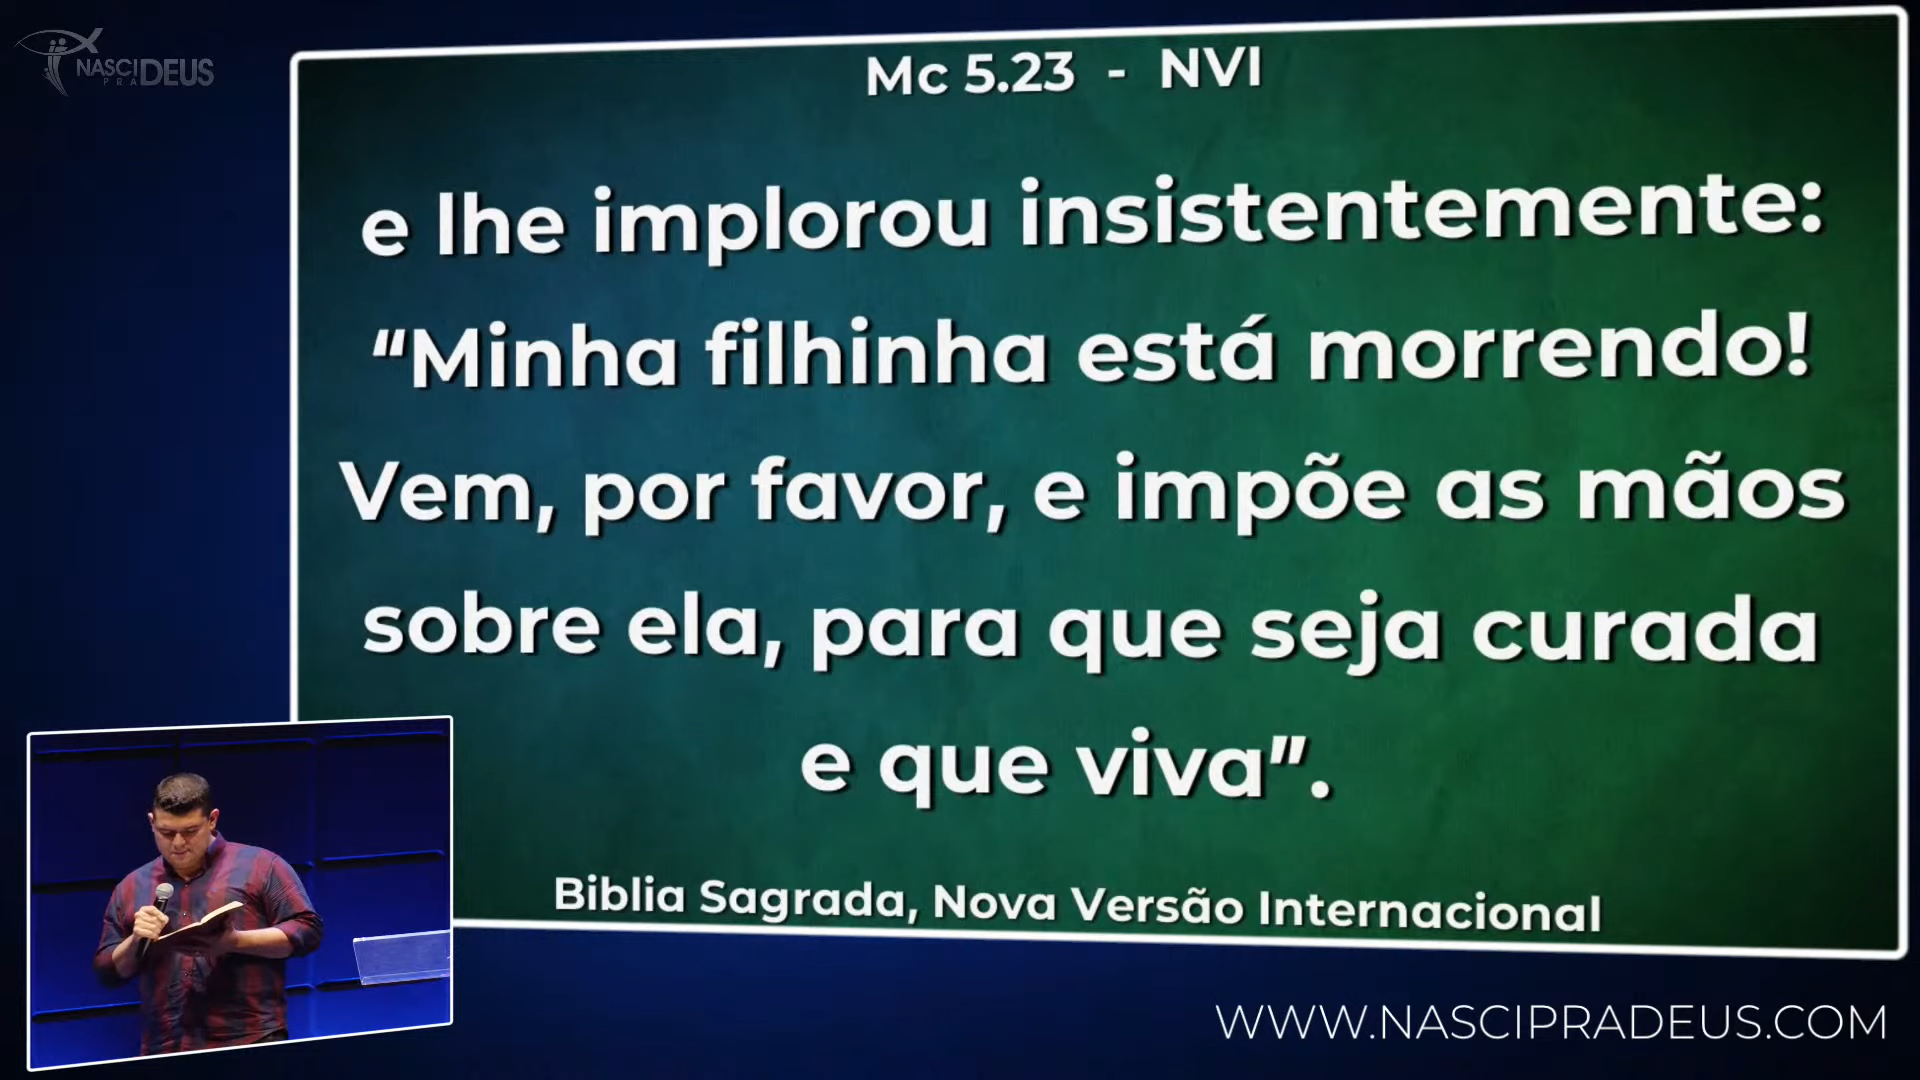 NASCI
PRA
DEUS
Mc 5.23 - NVI
e lhe implorou insistentemente:
"Minha filhinha está morrendo!
Vem, por favor, e impõe as mãos
sobre ela, para que seja curada
e que viva".
Biblia Sagrada, Nova Versão Internacional
WWW.NASCIPRADEUS.COM